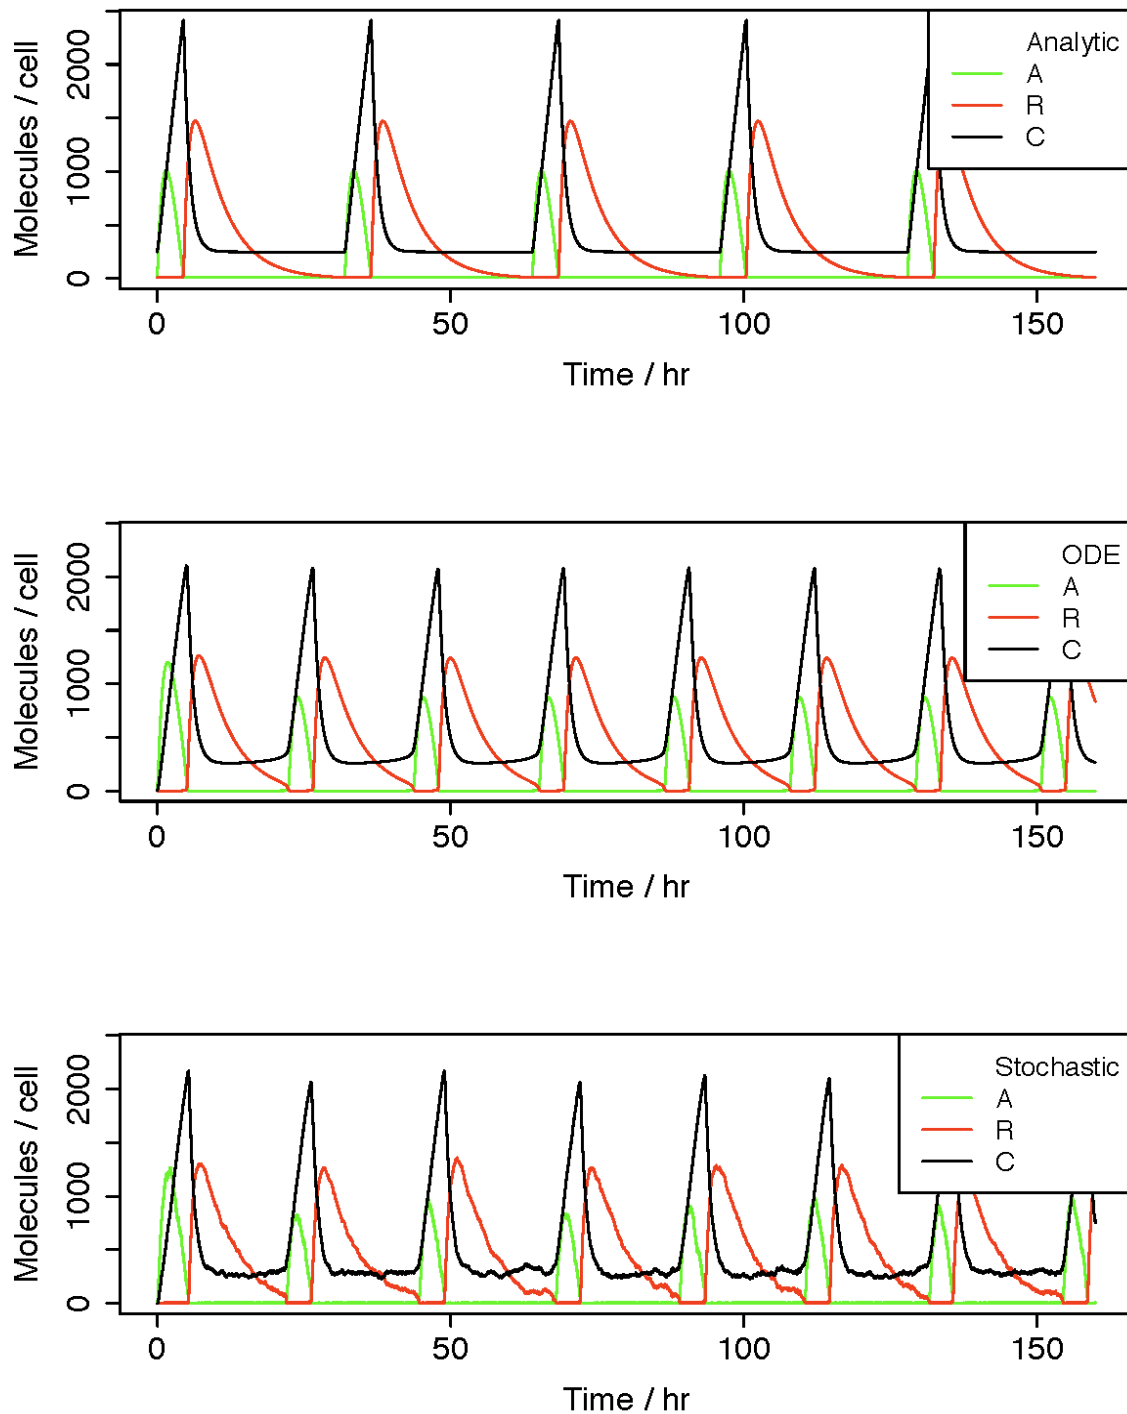 Molecules / cell
2000
1000
0
Analytic
A
R
C
0 50 100 150
Time / hr
Molecules / cell
2000
1000
0
ODE
A
R
C
0 50 100 150
Time / hr
Molecules / cell
2000
1000
0
Stochastic
A
R
C
0 50 100 150
Time / hr